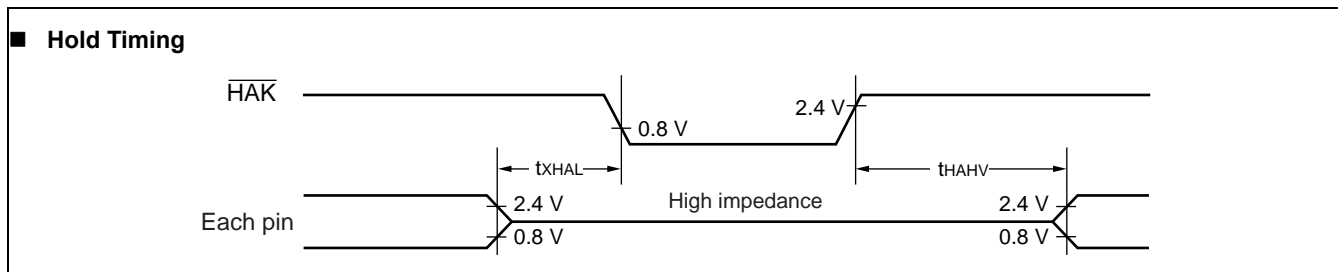 ■ Hold Timing
HAK
2.4 V
0.8 V
tXHAL
tHAHV
Each pin
2.4 V
High impedance
2.4 V
0.8 V
0.8 V